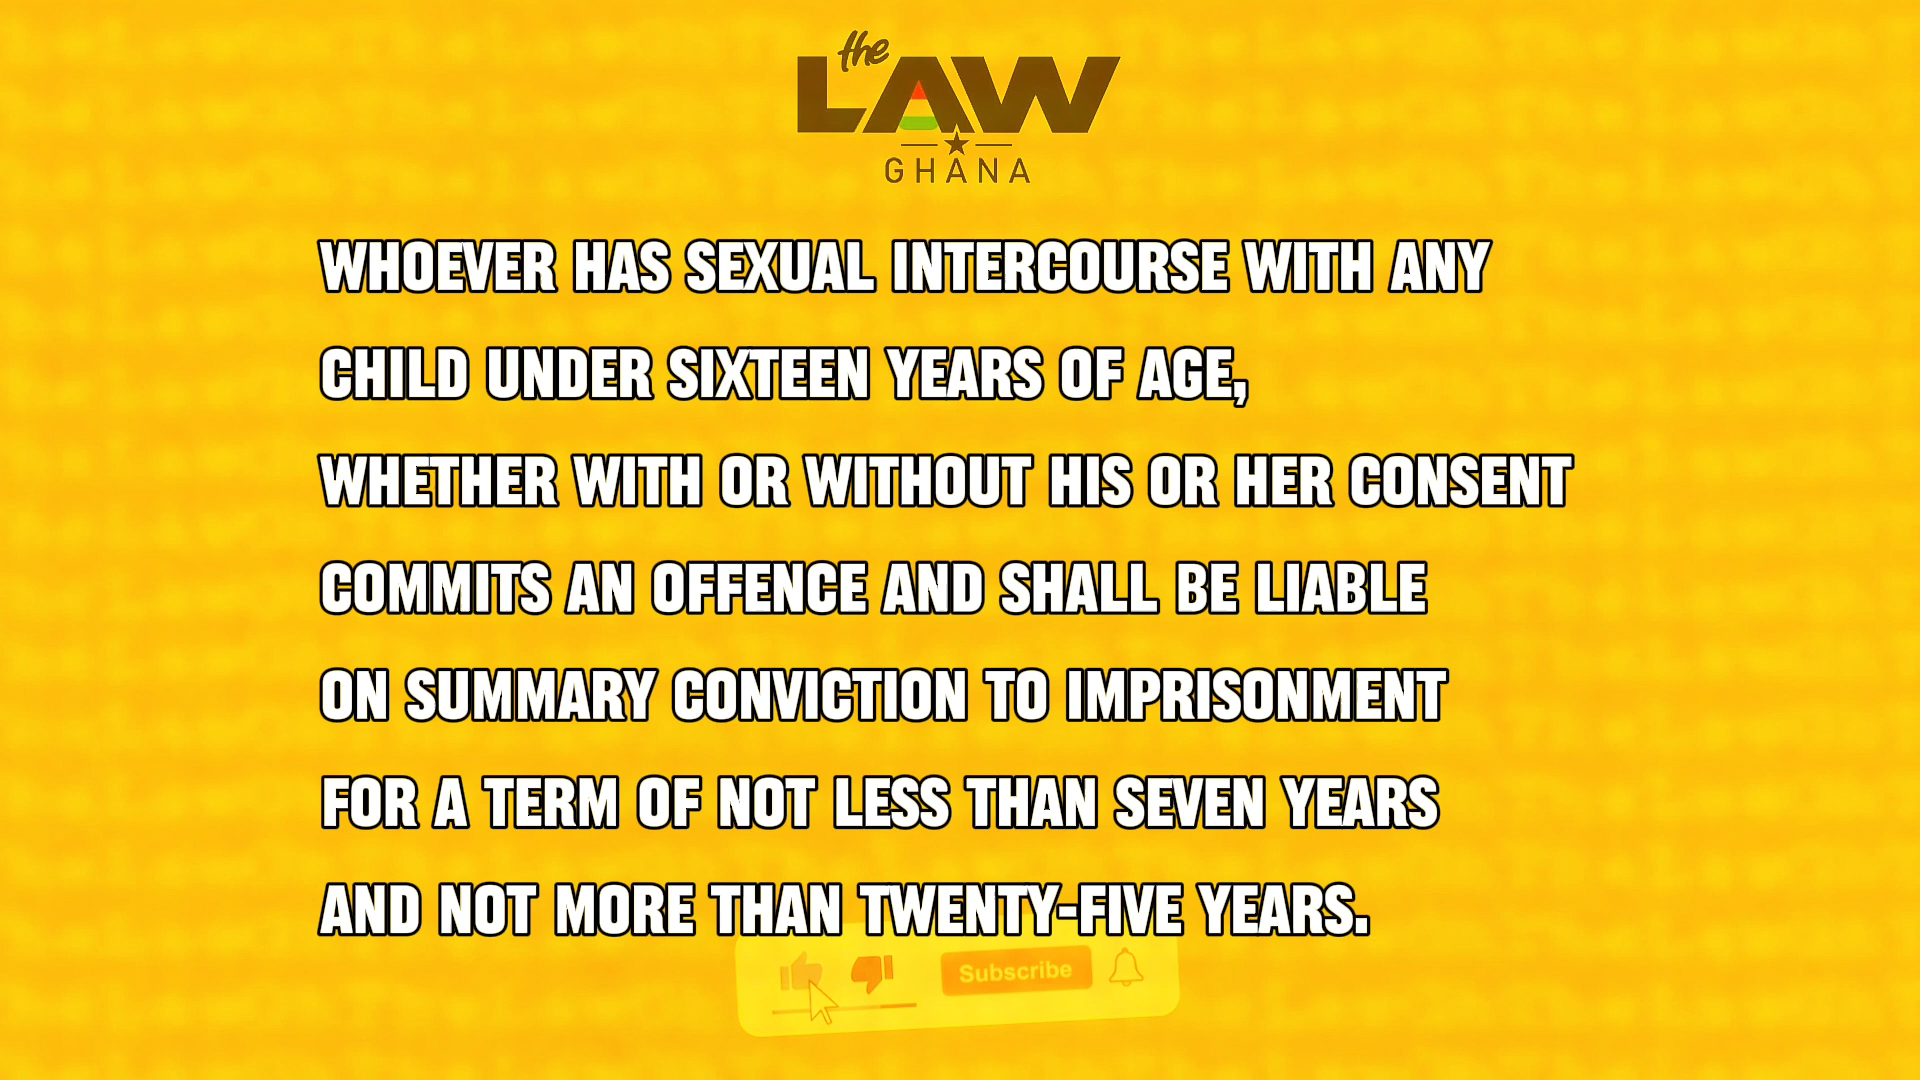 the
LAW
GHANA
WHOEVER HAS SEXUAL INTERCOURSE WITH ANY
CHILD UNDER SIXTEEN YEARS OF AGE,
WHETHER WITH OR WITHOUT HIS OR HER CONSENT
COMMITS AN OFFENCE AND SHALL BE LIABLE
ON SUMMARY CONVICTION TO IMPRISONMENT
FOR A TERM OF NOT LESS THAN SEVEN YEARS
AND NOT MORE THAN TWENTY-FIVE YEARS.
Subscribe